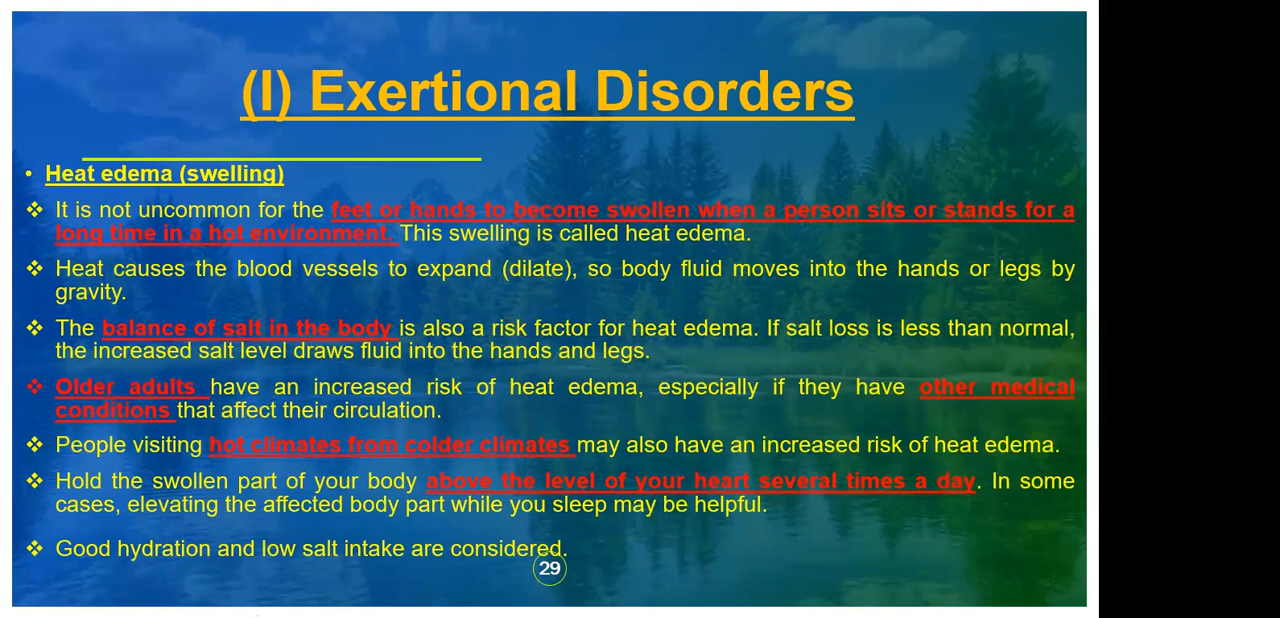 (I) Exertional Disorders
• Heat edema (swelling)
❖ It is not uncommon for the feet or hands to become swollen when a person sits or stands for a
long time in a hot environment. This swelling is called heat edema.
❖ Heat causes the blood vessels to expand (dilate), so body fluid moves into the hands or legs by
gravity.
❖ The balance of salt in the body is also a risk factor for heat edema. If salt loss is less than normal,
the increased salt level draws fluid into the hands and legs.
❖ Older adults have an increased risk of heat edema, especially if they have other medical
conditions that affect their circulation.
❖ People visiting hot climates from colder climates may also have an increased risk of heat edema.
❖ Hold the swollen part of your body above the level of your heart several times a day. In some
cases, elevating the affected body part while you sleep may be helpful.
❖ Good hydration and low salt intake are considered.
29